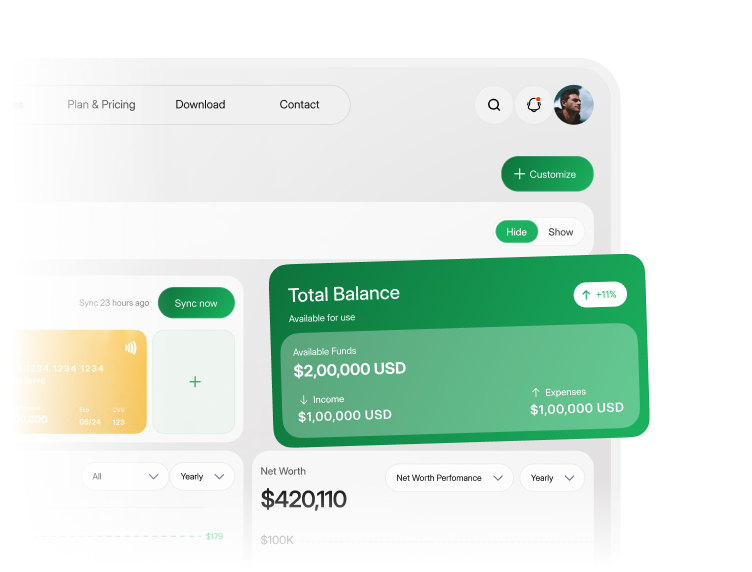 Plan & Pricing
Download
Contact
Customize
Hide
Show
Sync 23 hours ago
Sync now
Total Balance
+11%
Available for use
Available Funds
$2,00,000 USD
Income
Expenses
$1,00,000 USD
$1,00,000 USD
1234 1234
Exp
CVV
06/24
123
All
Yearly
Net Worth
Net Worth Perfomance
Yearly
$420,110
$179
$100K